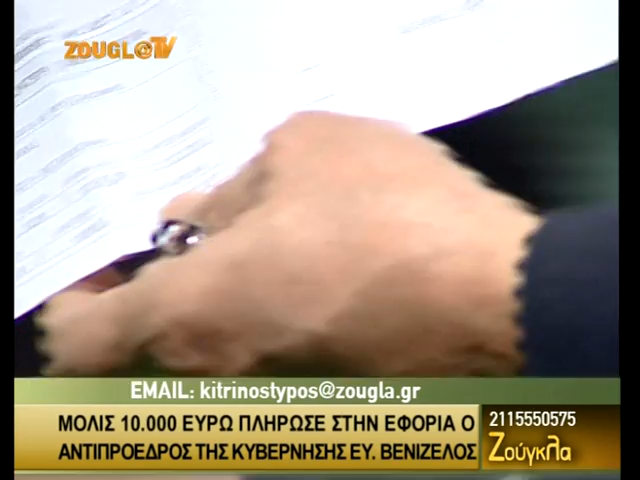 ZOUGL@TV
EMAIL: kitrinostypos@zougla.gr
ΜΟΛΙΣ 10.000 ΕΥΡΩ ΠΛΗΡΩΣΕ ΣΤΗΝ ΕΦΟΡΙΑ Ο
ΑΝΤΙΠΡΟΕΔΡΟΣ ΤΗΣ ΚΥΒΕΡΝΗΣΗΣ ΕΥ. ΒΕΝΙΖΕΛΟΣ
2115550575
Ζούγκλα